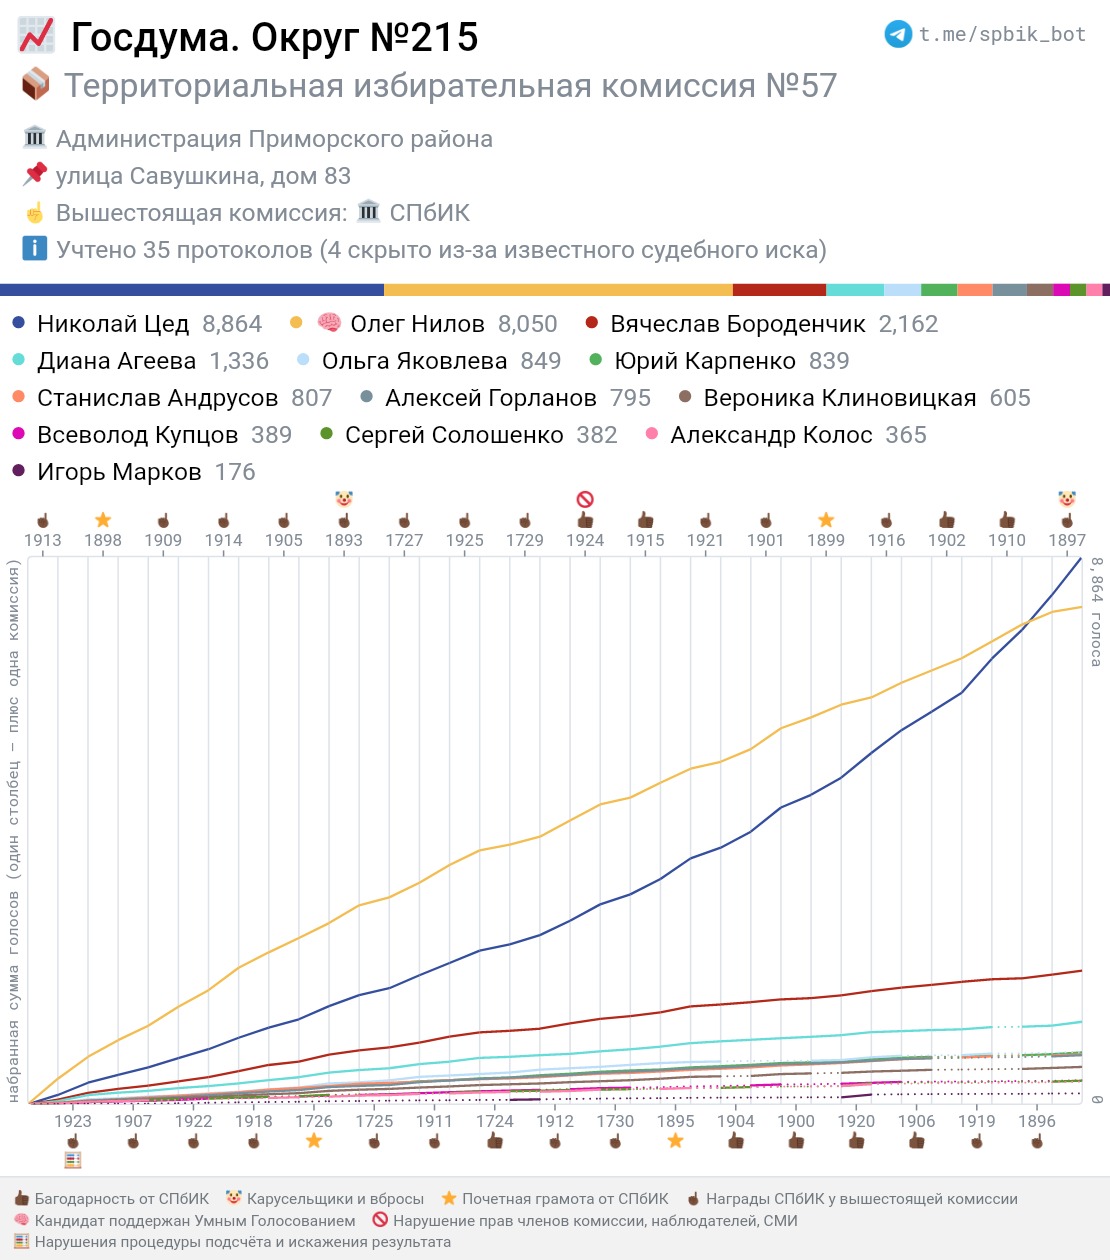 Госдума. Округ №215
t.me/spbik_bot
Территориальная избирательная комиссия №57
Администрация Приморского района
улица Савушкина, дом 83
Вышестоящая комиссия: СПбИК
Учтено 35 протоколов (4 скрыто из-за известного судебного иска)
Николай Цед 8,864 Олег Нилов 8,050 Вячеслав Бороденчик 2,162
Диана Агеева 1,336 Ольга Яковлева 849 Юрий Карпенко 839
Станислав Андрусов 807 Алексей Горланов 795 Вероника Клиновицкая 605
Всеволод Купцов 389 Сергей Солошенко 382 Александр Колос 365
Игорь Марков 176
1913 1898 1909 1914 1905 1893 1727 1925 1729 1924 1915 1921 1901 1899 1916 1902 1910 1897
набранная сумма голосов (один столбец – плюс одна комиссия)
8,864 голоса
0
1923 1907 1922 1918 1726 1725 1911 1724 1912 1730 1895 1904 1900 1920 1906 1919 1896
Багодарность от СПбИК Карусельщики и вбросы Почетная грамота от СПбИК Награды СПбИК у вышестоящей комиссии
Кандидат поддержан Умным Голосованием Нарушение прав членов комиссии, наблюдателей, СМИ
Нарушения процедуры подсчёта и искажения результата